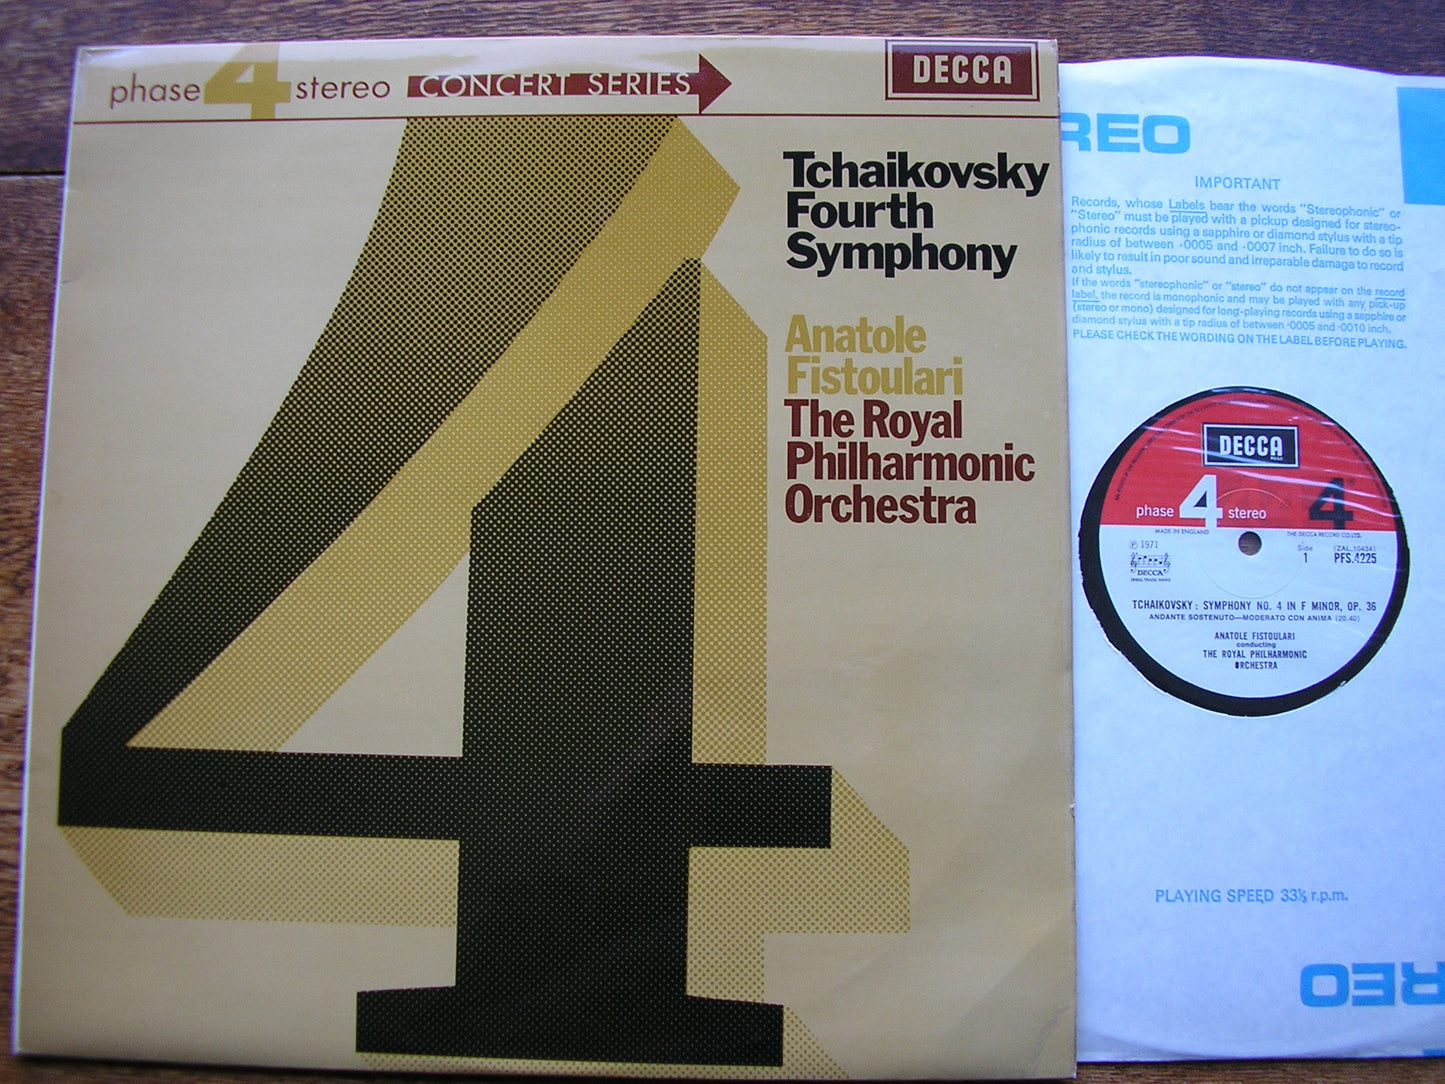 phase 4 stereo CONCERT SERIES
DECCA
Tchaikovsky
Fourth
Symphony
Anatole
Fistoulari
The Royal
Philharmonic
Orchestra
4
REO
IMPORTANT
Records, whose Labels bear the words "Stereophonic" or
"Stereo" must be played with a pickup designed for stereo-
phonic records using a sapphire or diamond stylus with a tip
radius of between ·0005 and ·0007 inch. Failure to do so is
likely to result in poor sound and irreparable damage to record
and stylus.
If the words "stereophonic" or "stereo" do not appear on the record
label, the record is monophonic and may be played with any pick-up
(stereo or mono) designed for long-playing records using a sapphire or
diamond stylus with a tip radius of between ·0005 and ·0010 inch.
PLEASE CHECK THE WORDING ON THE LABEL BEFORE PLAYING.
DECCA
phase 4 stereo 4
MADE IN ENGLAND THE DECCA RECORD CO. LTD.
℗ 1971
DECCA
Side (ZAL.10434)
1 PFS.4225
TCHAIKOVSKY: SYMPHONY NO. 4 IN F MINOR, OP. 36
ANDANTE SOSTENUTO—MODERATO CON ANIMA (20.40)
ANATOLE FISTOULARI
conducting
THE ROYAL PHILHARMONIC
ORCHESTRA
PLAYING SPEED 33⅓ r.p.m.
REO